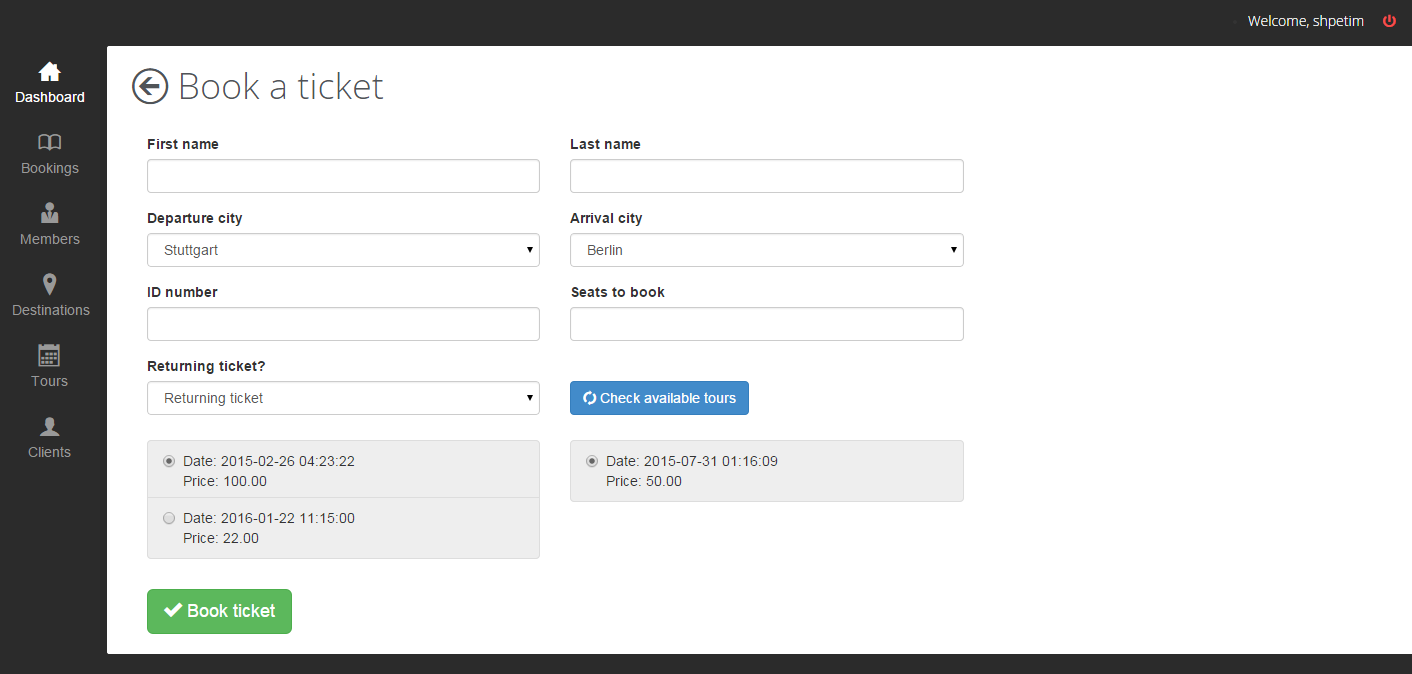 Welcome, shpetim
Dashboard
Bookings
Members
Destinations
Tours
Clients
Book a ticket
First name
Last name
Departure city
Arrival city
Stuttgart
Berlin
ID number
Seats to book
Returning ticket?
Returning ticket
Check available tours
Date: 2015-02-26 04:23:22
Price: 100.00
Date: 2016-01-22 11:15:00
Price: 22.00
Date: 2015-07-31 01:16:09
Price: 50.00
Book ticket